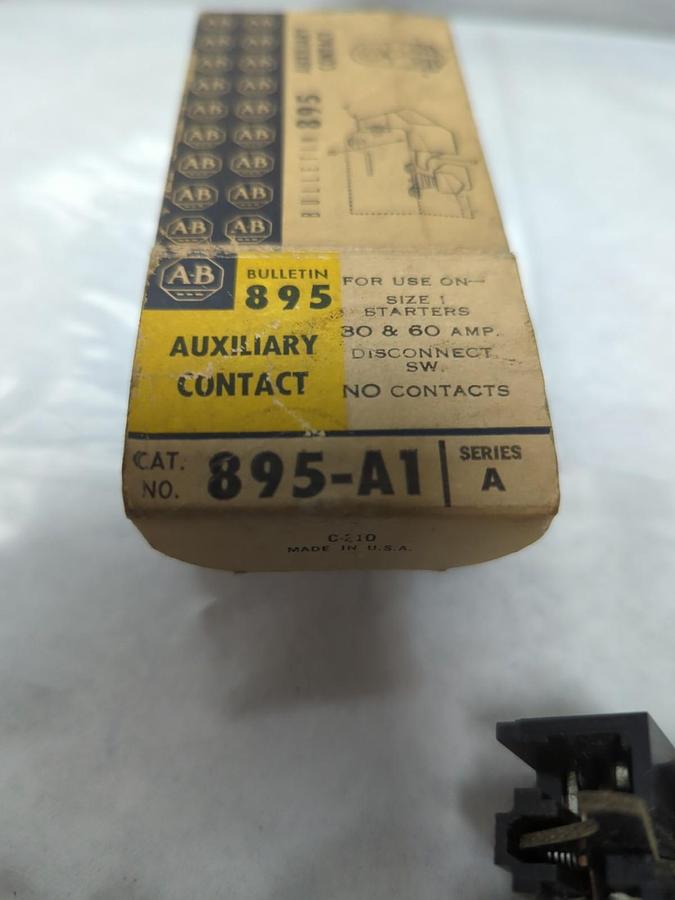 A-B A-B
A-B A-B
A-B A-B
A-B A-B
A-B A-B
A-B A-B
A-B A-B
A-B A-B
BULLETIN 895 AUXILIARY CONTACT
A-B
BULLETIN
895
AUXILIARY
CONTACT
FOR USE ON—
SIZE 1
STARTERS
30 & 60 AMP.
DISCONNECT
SW.
NO CONTACTS
CAT.
NO.
895-A1
SERIES
A
MADE IN U.S.A.